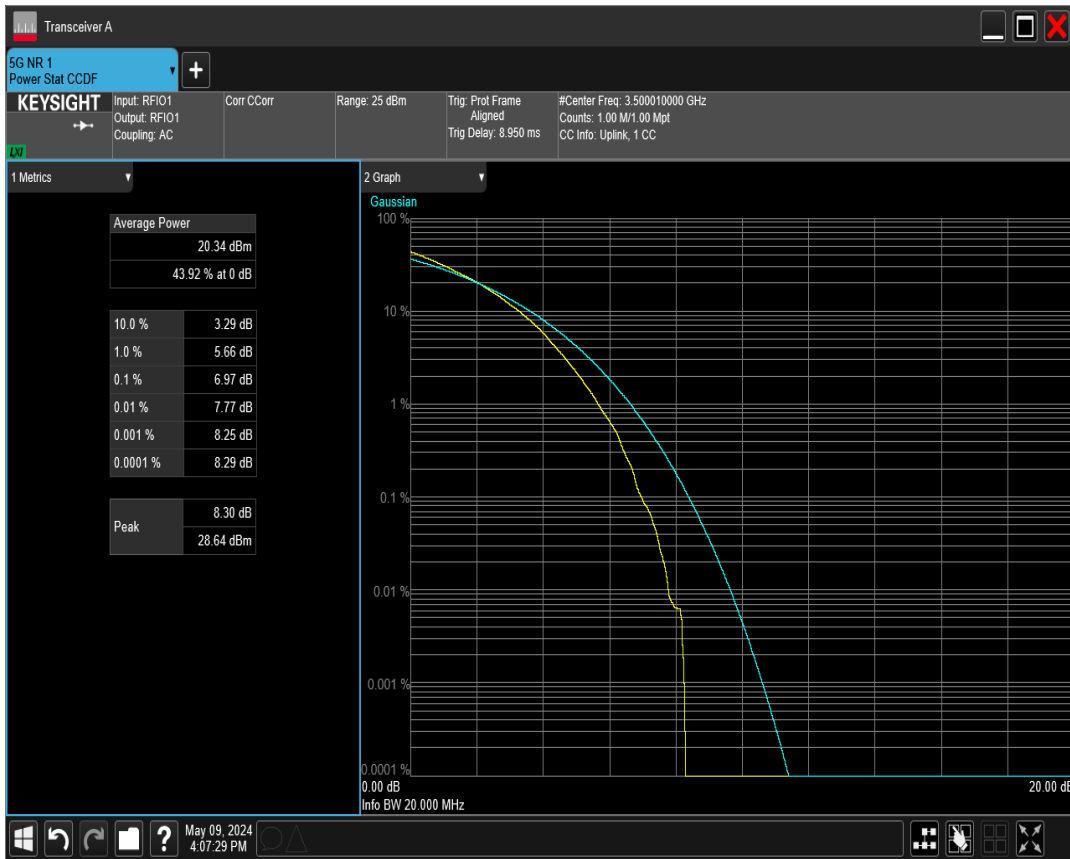 Transceiver A
5G NR 1
Power Stat CCDF
+
KEYSIGHT
LXI
Input: RFIO1
Output: RFIO1
Coupling: AC
Corr CCorr
Range: 25 dBm
Trig: Prot Frame
Aligned
Trig Delay: 8.950 ms
#Center Freq: 3.500010000 GHz
Counts: 1.00 M/1.00 Mpt
CC Info: Uplink, 1 CC
1 Metrics
Average Power
20.34 dBm
43.92 % at 0 dB
10.0 % 3.29 dB
1.0 % 5.66 dB
0.1 % 6.97 dB
0.01 % 7.77 dB
0.001 % 8.25 dB
0.0001 % 8.29 dB
Peak
8.30 dB
28.64 dBm
2 Graph
Gaussian
100 %
10 %
1 %
0.1 %
0.01 %
0.001 %
0.0001 %
0.00 dB
20.00 dB
Info BW 20.000 MHz
?
May 09, 2024
4:07:29 PM